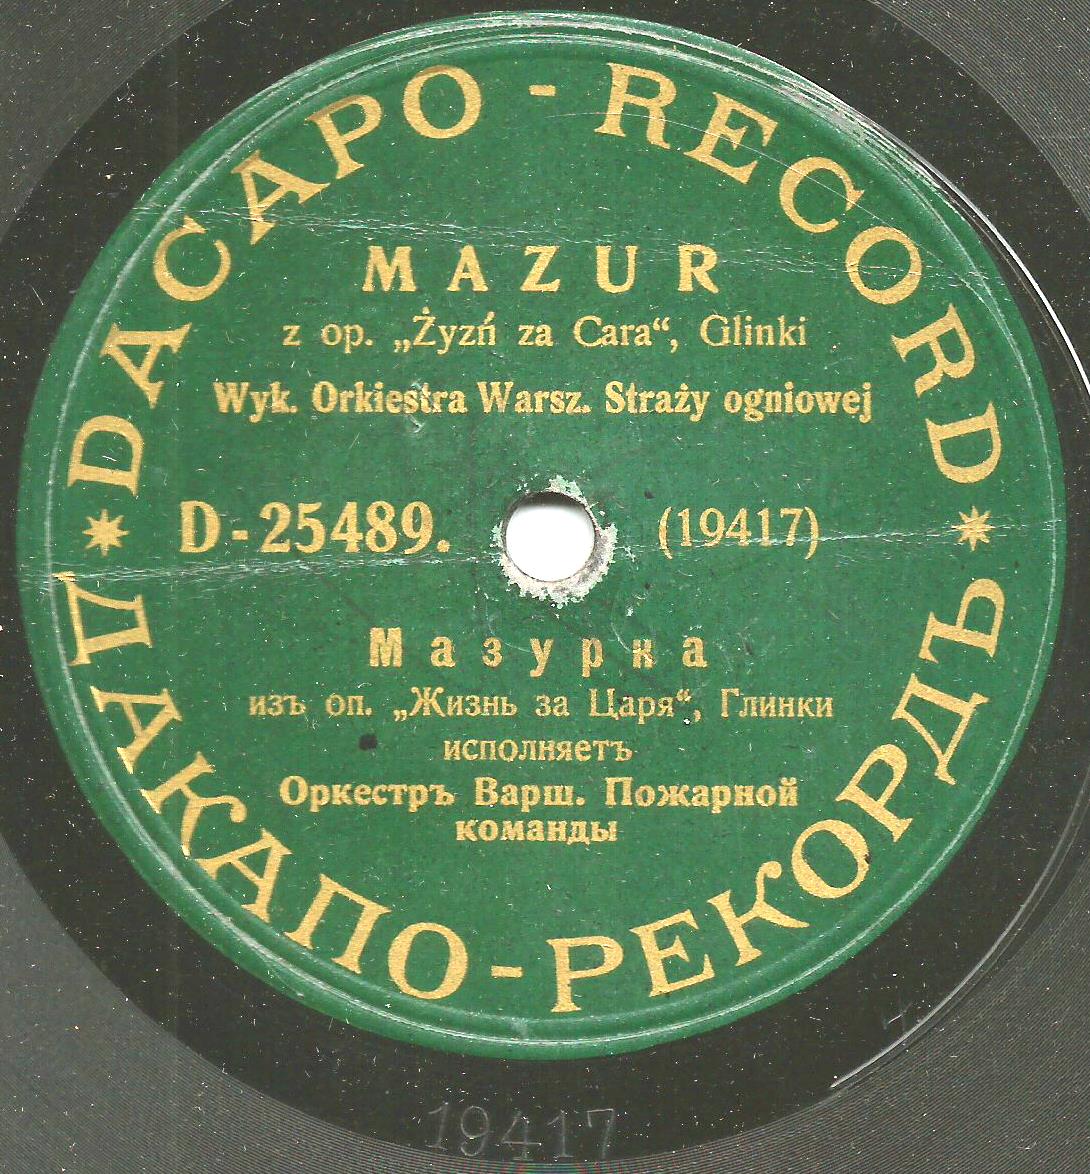 DACAPO - RECORD
MAZUR
z op. „Żyzń za Cara“, Glinki
Wyk. Orkiestra Warsz. Straży ogniowej
D-25489. (19417)
Мазурка
изъ оп. „Жизнь за Царя“, Глинки
исполняетъ
Оркестръ Варш. Пожарной
команды
ДАКАПО - РЕКОРДЪ
19417